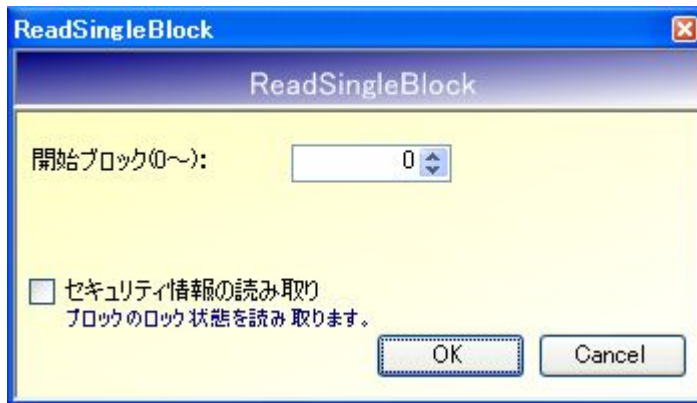 ReadSingleBlock
ReadSingleBlock
開始ブロック(0～):
0
セキュリティ情報の読み取り
ブロックのロック状態を読み取ります。
OK Cancel